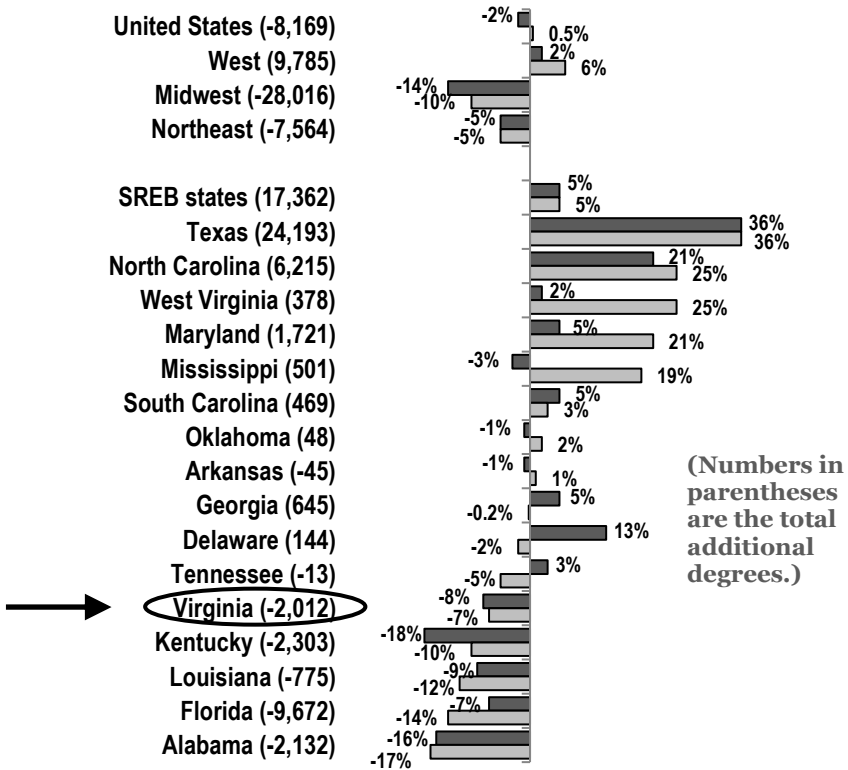 United States (-8,169) -2% 0.5%
West (9,785) 2% 6%
Midwest (-28,016) -14% -10%
Northeast (-7,564) -5% -5%
SREB states (17,362) 5% 5%
Texas (24,193) 36% 36%
North Carolina (6,215) 21% 25%
West Virginia (378) 2% 25%
Maryland (1,721) 5% 21%
Mississippi (501) -3% 19%
South Carolina (469) 5% 3%
Oklahoma (48) -1% 2%
Arkansas (-45) -1% 1%
Georgia (645) 5% -0.2%
Delaware (144) 13% -2%
Tennessee (-13) 3% -5%
Virginia (-2,012) -8% -7%
Kentucky (-2,303) -18% -10%
Louisiana (-775) -9% -12%
Florida (-9,672) -7% -14%
Alabama (-2,132) -16% -17%
(Numbers in
parentheses
are the total
additional
degrees.)